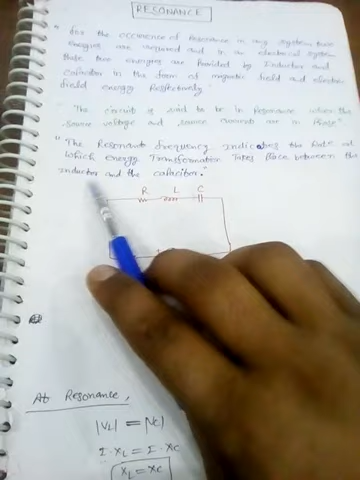 RESONANCE
" For the occurence of Resonance in any system two
energies are required and in an electrical system
these two energies are Provided by Inductor and
capacitor in the form of magnetic field and electric
field energy Respectively "
" The circuit is said to be in Resonance when the
source voltage and source current are in Phase "
" The Resonant frequency indicates the Rate at
which energy Transformation Takes Place between the
inductor and the capacitor. "
R L C
At Resonance,
|VL| = |VC|
I. XL = I. XC
XL = XC